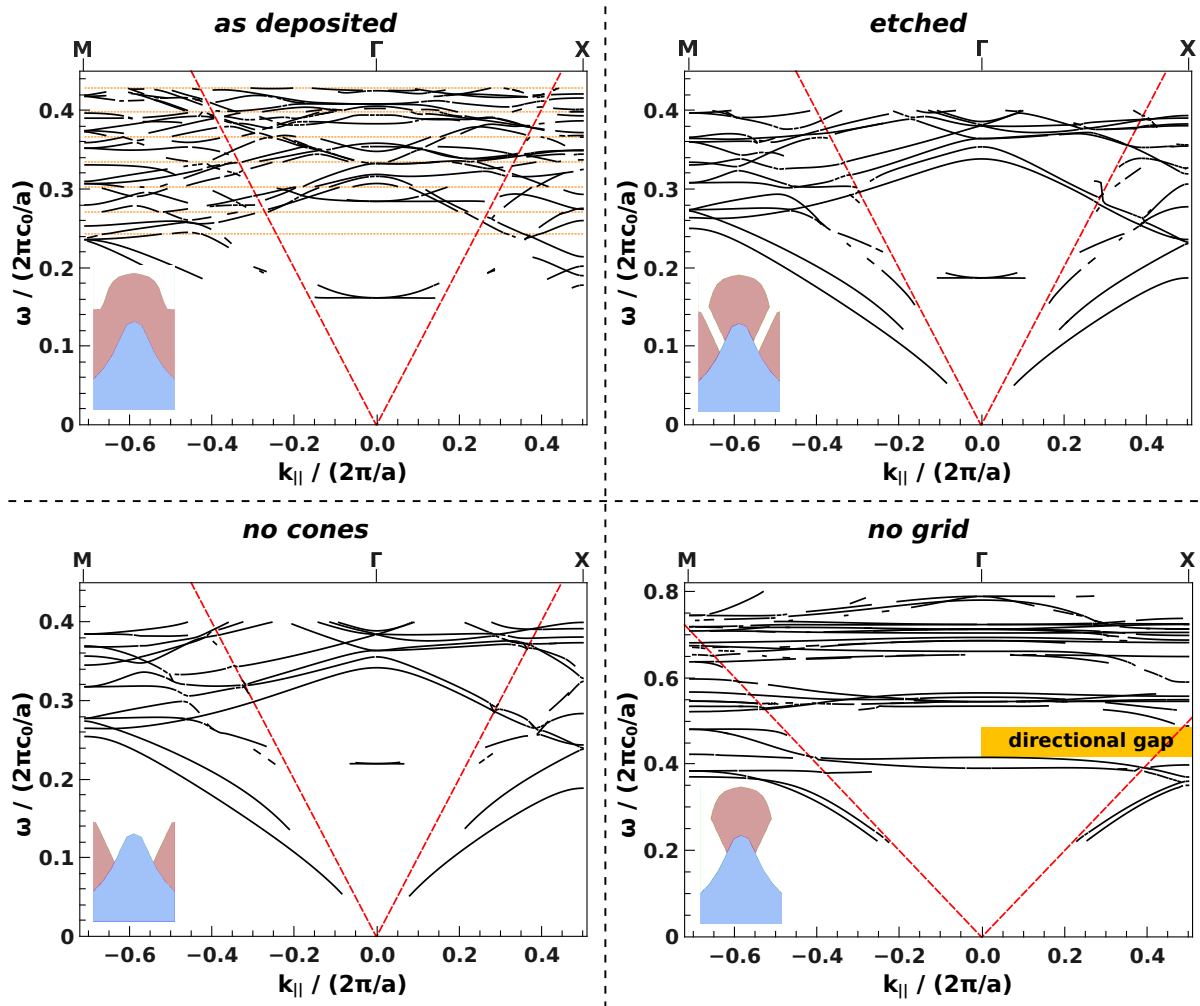 as deposited
M Γ X
0.4
0.3
0.2
0.1
0
ω / (2πc₀/a)
−0.6 −0.4 −0.2 0.0 0.2 0.4
k|| / (2π/a)
etched
M Γ X
0.4
0.3
0.2
0.1
0
ω / (2πc₀/a)
−0.6 −0.4 −0.2 0.0 0.2 0.4
k|| / (2π/a)
no cones
M Γ X
0.4
0.3
0.2
0.1
0
ω / (2πc₀/a)
−0.6 −0.4 −0.2 0.0 0.2 0.4
k|| / (2π/a)
no grid
M Γ X
0.8
0.6
directional gap
0.4
0.2
0
ω / (2πc₀/a)
−0.6 −0.4 −0.2 0.0 0.2 0.4
k|| / (2π/a)